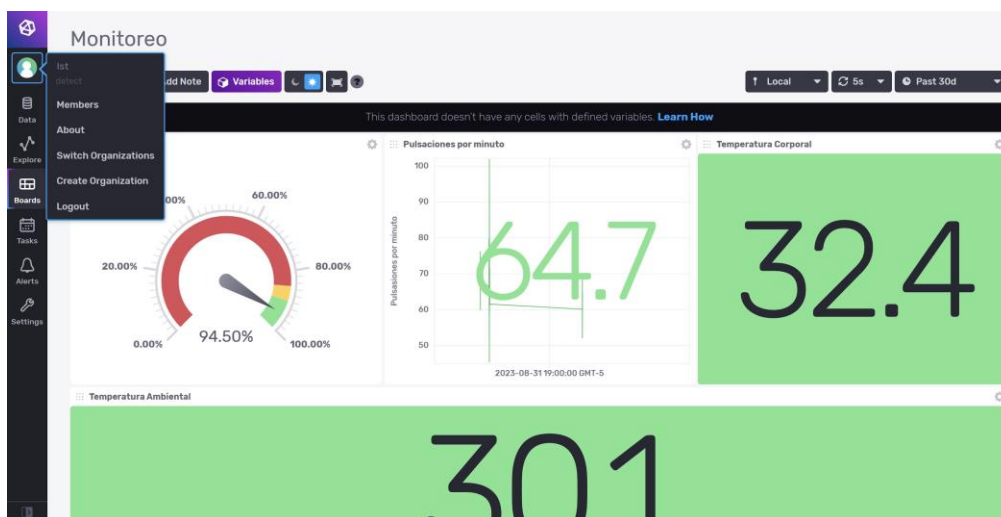 Monitoreo
lst
detect
Members
About
Switch Organizations
Create Organization
Logout
Data
Explore
Boards
Tasks
Alerts
Settings
dd Note
Variables
Local
5s
Past 30d
This dashboard doesn't have any cells with defined variables. Learn How
00%
60.00%
20.00%
80.00%
0.00%
94.50%
100.00%
Pulsaciones por minuto
100
90
80
70
60
50
Pulsaciones por minuto
64.7
2023-08-31 19:00:00 GMT-5
Temperatura Corporal
32.4
Temperatura Ambiental
301